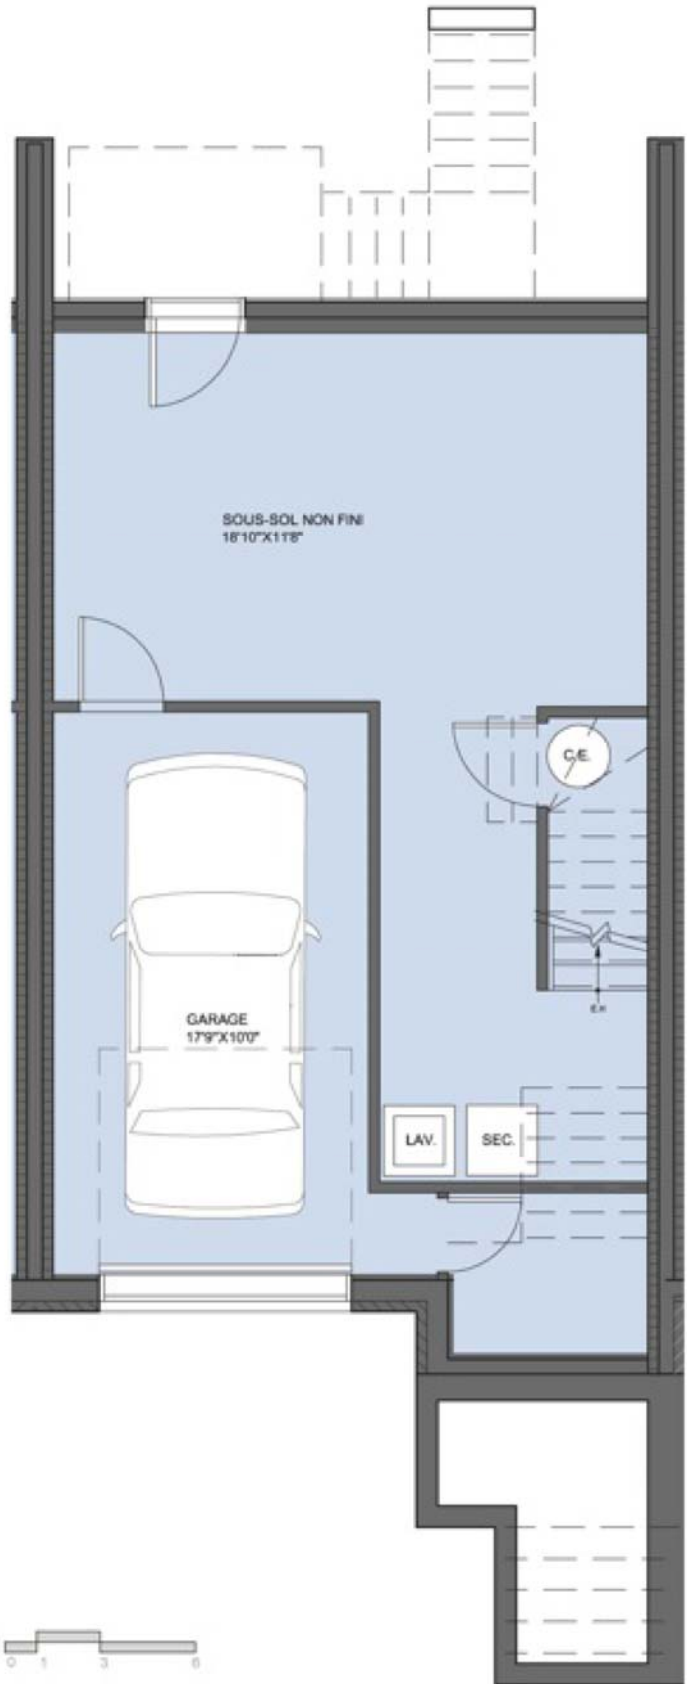 SOUS-SOL NON FINI
18'10"X11'8"
C.E.
GARAGE
17'9"X10'0"
E.H
LAV.
SEC.
0 1 3 6